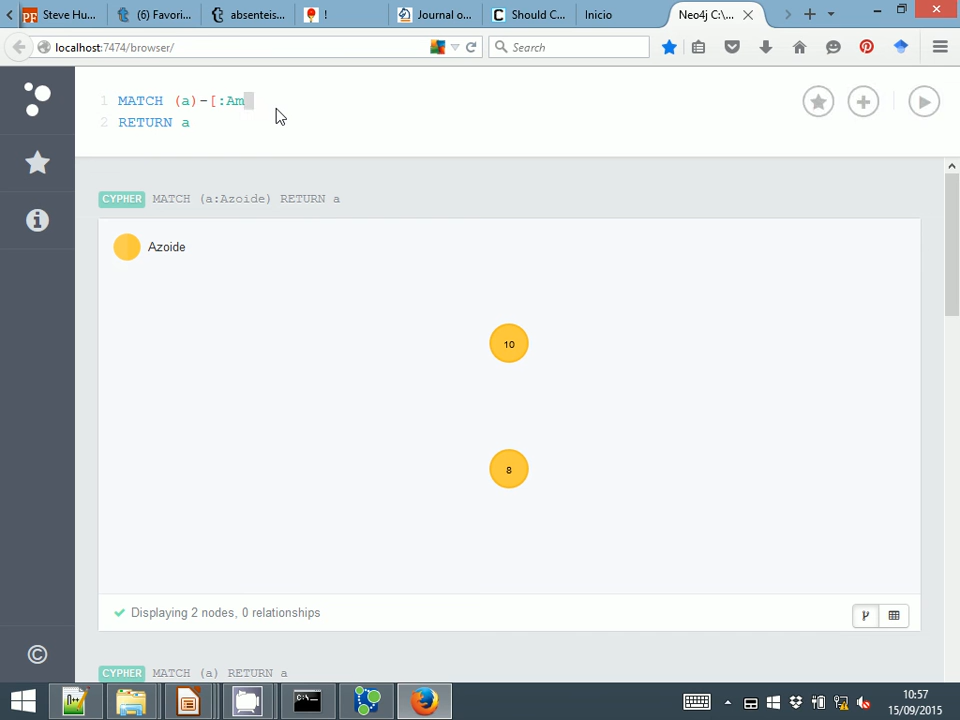 Steve Hu...
(6) Favori...
absenteis...
!
Journal o...
Should C...
Inicio
Neo4j C:\...
localhost:7474/browser/
Search
1 MATCH (a)-[:Am
2 RETURN a
CYPHER MATCH (a:Azoide) RETURN a
Azoide
10
8
Displaying 2 nodes, 0 relationships
CYPHER MATCH (a) RETURN a
10:57
15/09/2015